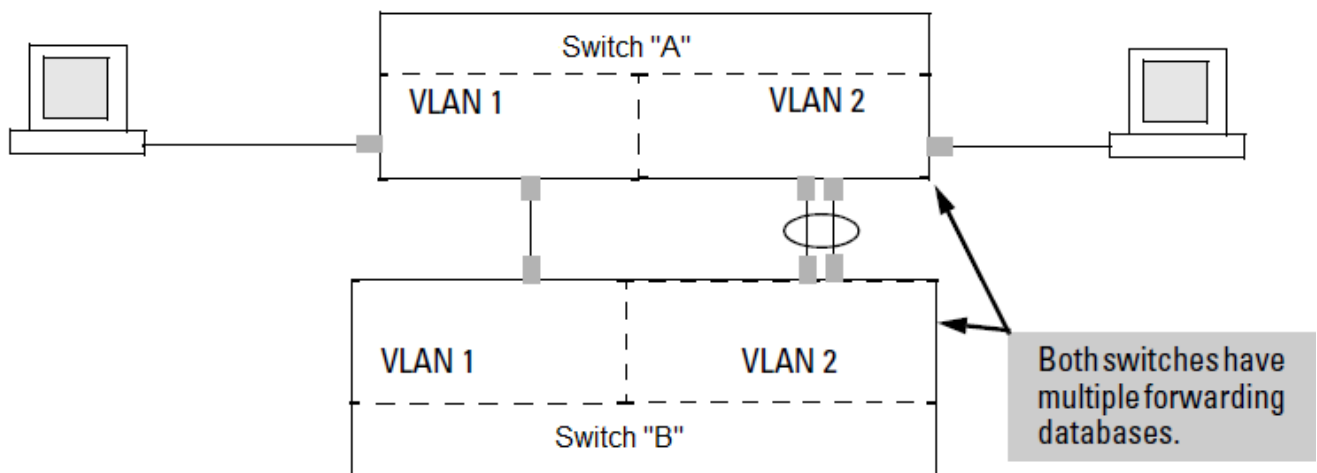 Switch "A"
VLAN 1
VLAN 2
VLAN 1
VLAN 2
Switch "B"
Both switches have
multiple forwarding
databases.